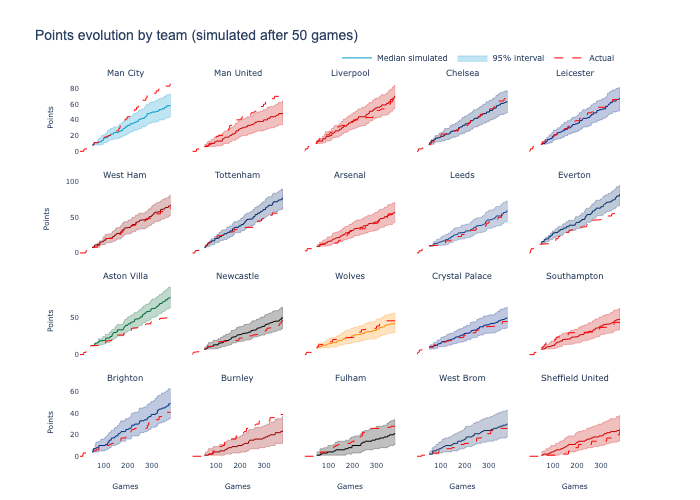 Points evolution by team (simulated after 50 games)
Median simulated 95% interval Actual
Man City Man United Liverpool Chelsea Leicester
80
60
40
20
0
Points
West Ham Tottenham Arsenal Leeds Everton
100
50
0
Points
Aston Villa Newcastle Wolves Crystal Palace Southampton
50
0
Points
Brighton Burnley Fulham West Brom Sheffield United
60
40
20
0
Points
100 200 300 100 200 300 100 200 300 100 200 300 100 200 300
Games Games Games Games Games